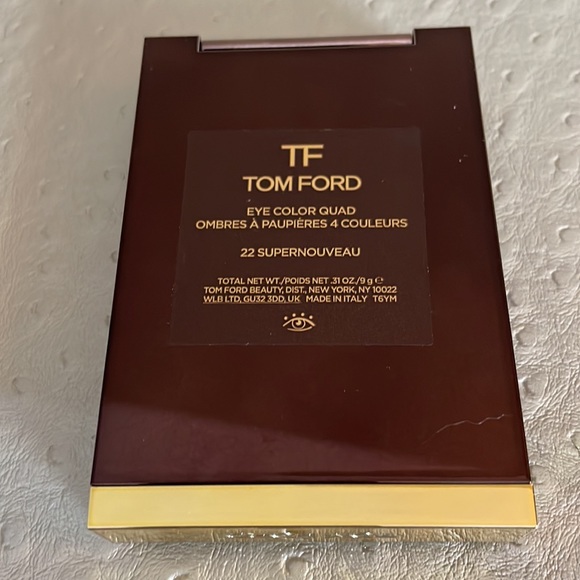 TF
TOM FORD
EYE COLOR QUAD
OMBRES À PAUPIÈRES 4 COULEURS
22 SUPERNOUVEAU
TOTAL NET WT./POIDS NET .31 OZ./9 g ℮
TOM FORD BEAUTY, DIST., NEW YORK, NY 10022
WLB LTD, GU32 3DD, UK MADE IN ITALY T6YM